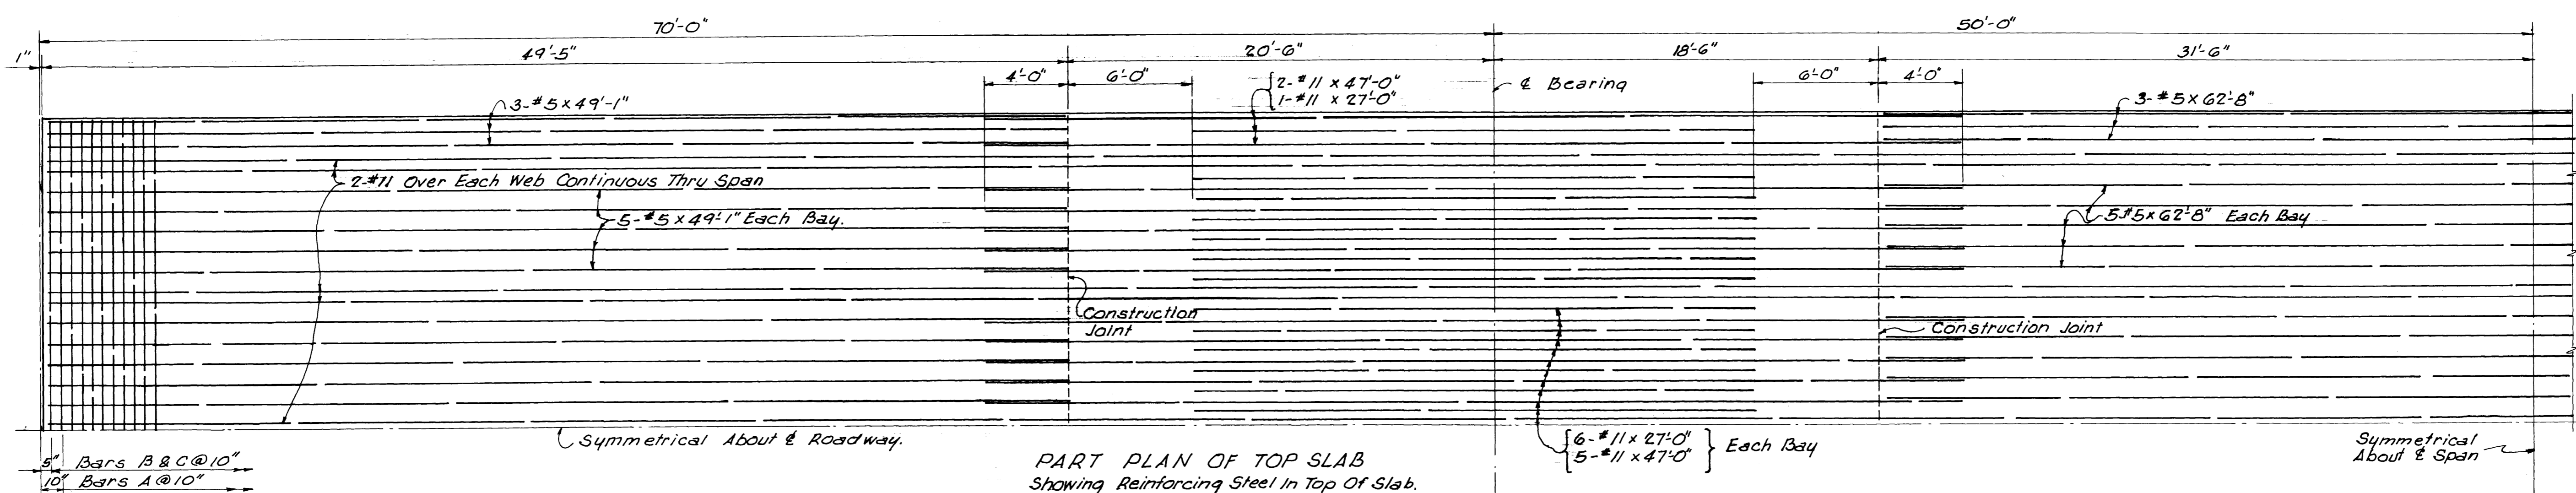 70'-0"
50'-0"
1"
49'-5"
20'-6"
18'-6"
31'-6"
4'-0"
6'-0"
6'-0"
4'-0"
3-#5 x 49'-1"
2-#11 x 47'-0"
1-#11 x 27'-0"
℄ Bearing
3-#5 x 62'-8"
2-#11 Over Each Web Continuous Thru Span
5-#5 x 49'-1" Each Bay.
5-#5 x 62'-8" Each Bay
Construction
Joint
Construction Joint
Symmetrical About ℄ Roadway.
6-#11 x 27'-0"
5-#11 x 47'-0"
Each Bay
Symmetrical
About ℄ Span
5" Bars B & C @ 10"
10" Bars A @ 10"
PART PLAN OF TOP SLAB
Showing Reinforcing Steel In Top Of Slab.